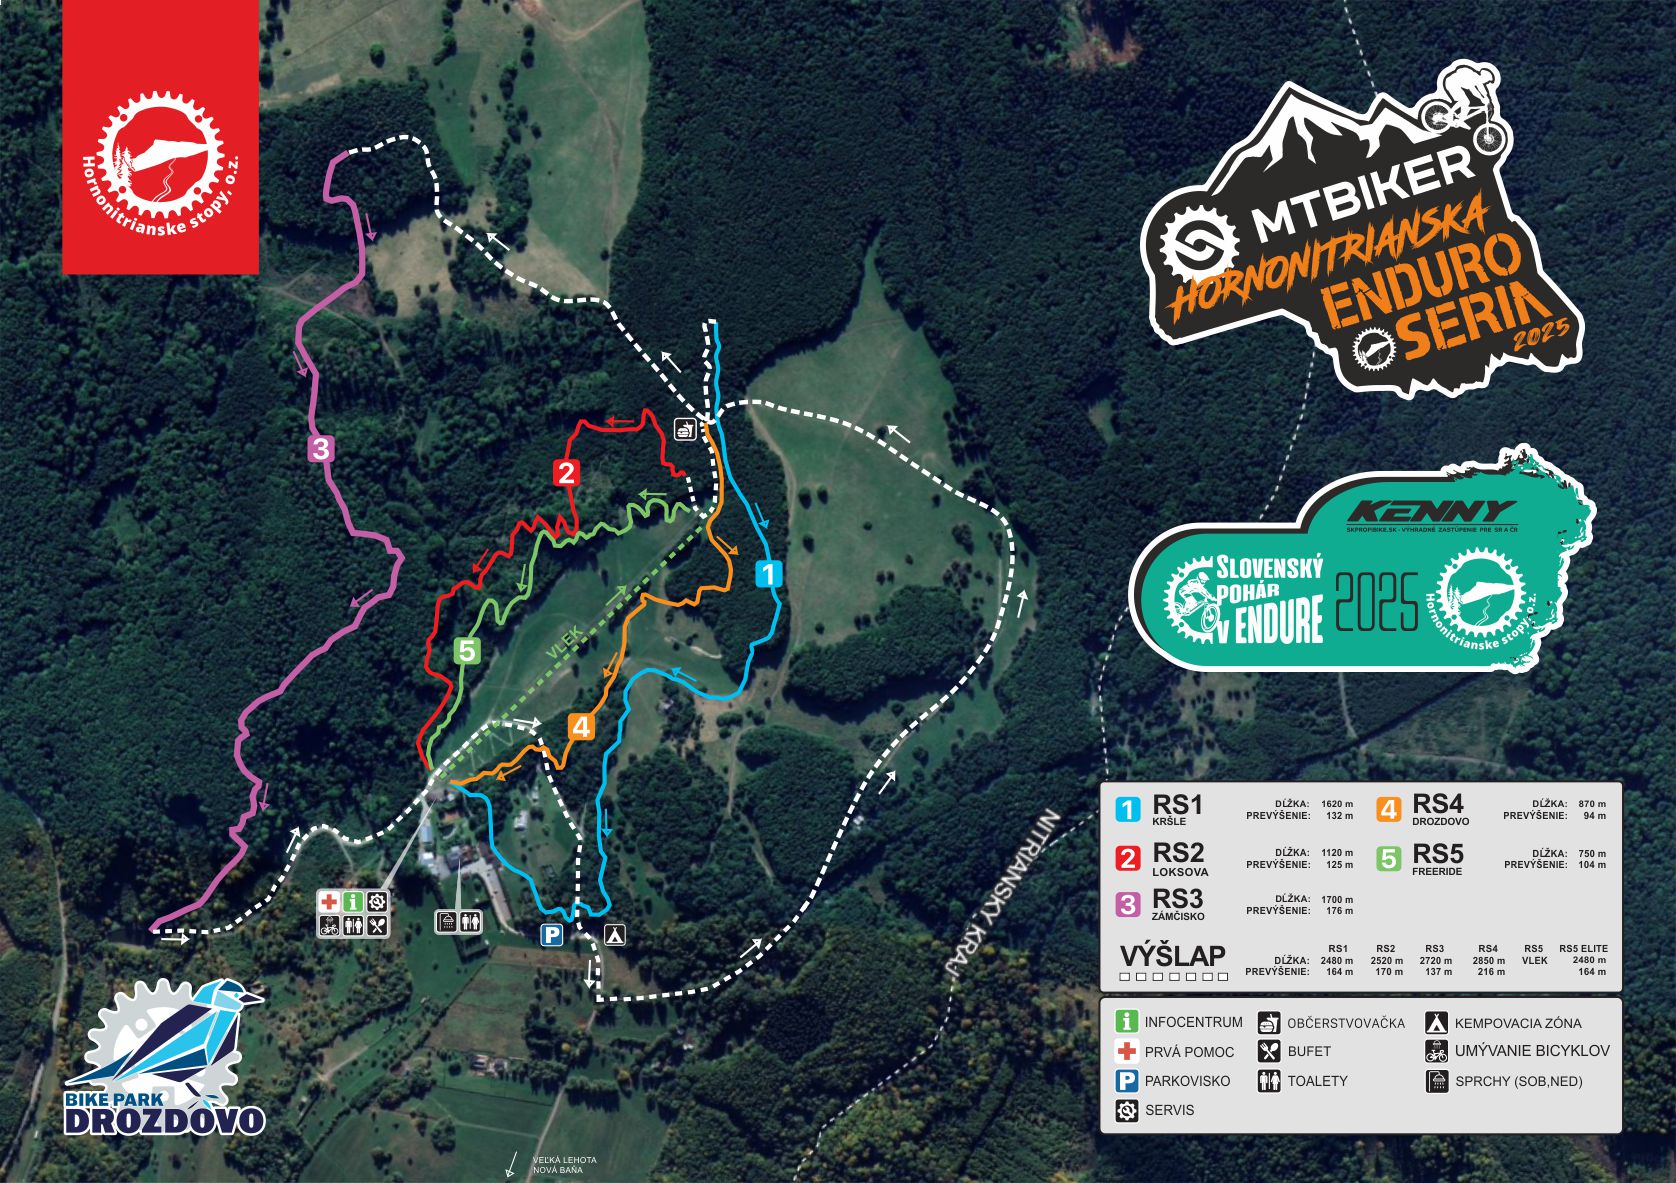 Hornonitrianske stopy, o.z.
MTBIKER
HORNONITRIANSKA
ENDURO
SERIA
2025
KENNY
SKPROPIBIKE.SK - VÝHRADNÉ ZASTÚPENIE PRE SR A ČR
SLOVENSKÝ
POHÁR
V ENDURE
2025
Hornonitrianske stopy, o.z.
3
2
1
5
VLEK
4
NITRIANSKY KRAJ
P
BIKE PARK
DROZDOVO
VEĽKÁ LEHOTA
NOVÁ BAŇA
1 RS1 DĹŽKA: 1620 m
KRŠLE PREVÝŠENIE: 132 m
4 RS4 DĹŽKA: 870 m
DROZDOVO PREVÝŠENIE: 94 m
2 RS2 DĹŽKA: 1120 m
LOKSOVA PREVÝŠENIE: 125 m
5 RS5 DĹŽKA: 750 m
FREERIDE PREVÝŠENIE: 104 m
3 RS3 DĹŽKA: 1700 m
ZÁMČISKO PREVÝŠENIE: 176 m
VÝŠLAP
RS1 RS2 RS3 RS4 RS5 RS5 ELITE
DĹŽKA: 2480 m 2520 m 2720 m 2850 m VLEK 2480 m
PREVÝŠENIE: 164 m 170 m 137 m 216 m 164 m
INFOCENTRUM
PRVÁ POMOC
P PARKOVISKO
SERVIS
OBČERSTVOVAČKA
BUFET
TOALETY
KEMPOVACIA ZÓNA
UMÝVANIE BICYKLOV
SPRCHY (SOB,NED)